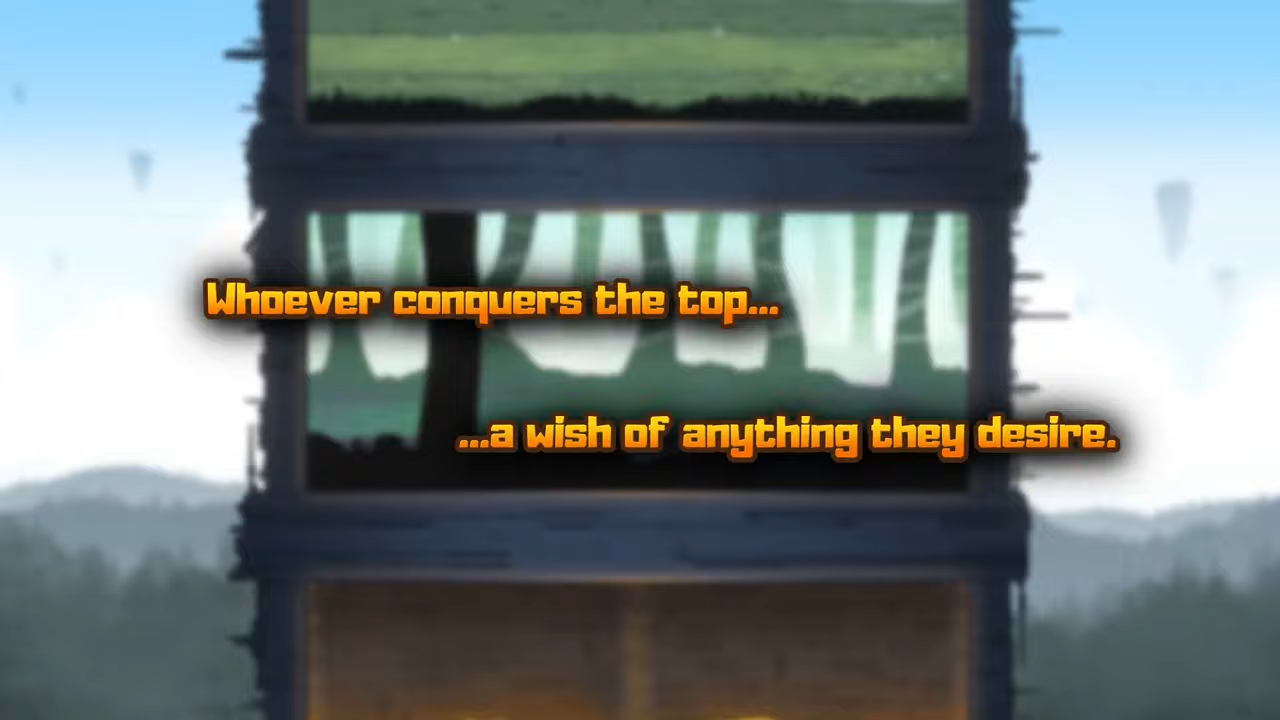 Whoever conquers the top...
...a wish of anything they desire.